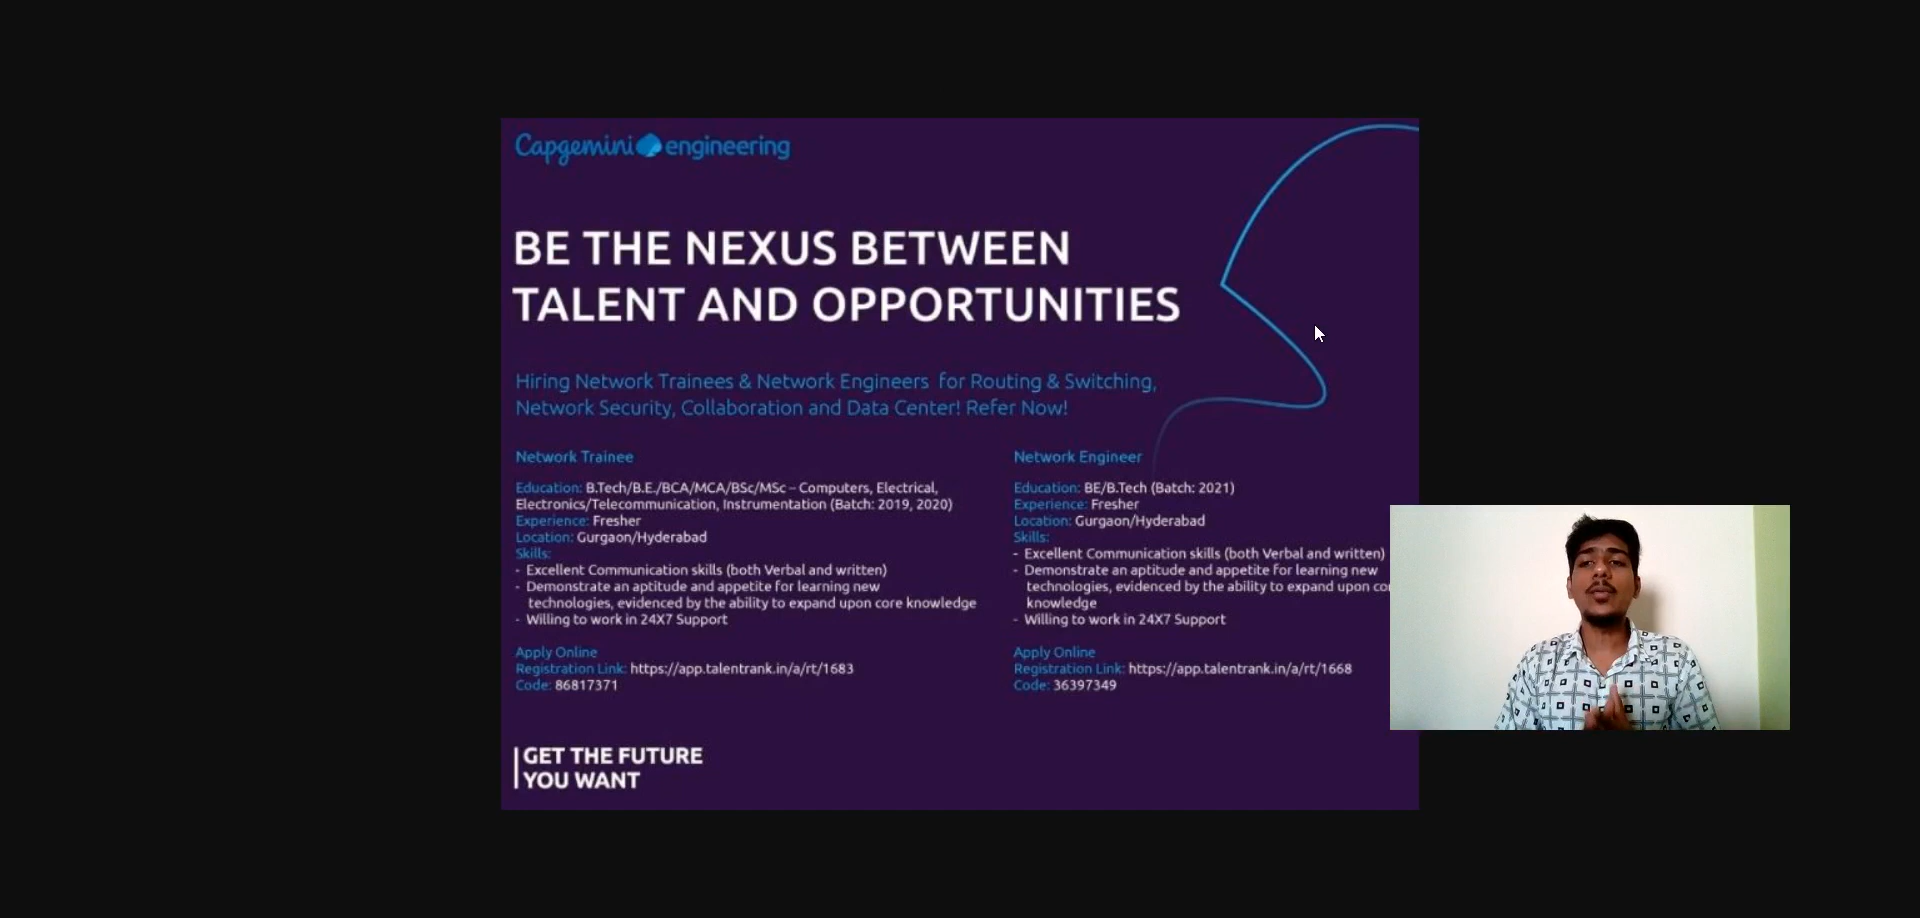 Capgemini engineering
BE THE NEXUS BETWEEN
TALENT AND OPPORTUNITIES
Hiring Network Trainees & Network Engineers for Routing & Switching,
Network Security, Collaboration and Data Center! Refer Now!
Network Trainee
Education: B.Tech/B.E./BCA/MCA/BSc/MSc – Computers, Electrical,
Electronics/Telecommunication, Instrumentation (Batch: 2019, 2020)
Experience: Fresher
Location: Gurgaon/Hyderabad
Skills:
- Excellent Communication skills (both Verbal and written)
- Demonstrate an aptitude and appetite for learning new
technologies, evidenced by the ability to expand upon core knowledge
- Willing to work in 24X7 Support
Apply Online
Registration Link: https://app.talentrank.in/a/rt/1683
Code: 86817371
Network Engineer
Education: BE/B.Tech (Batch: 2021)
Experience: Fresher
Location: Gurgaon/Hyderabad
Skills:
- Excellent Communication skills (both Verbal and written)
- Demonstrate an aptitude and appetite for learning new
technologies, evidenced by the ability to expand upon
knowledge
- Willing to work in 24X7 Support
Apply Online
Registration Link: https://app.talentrank.in/a/rt/1668
Code: 36397349
GET THE FUTURE
YOU WANT